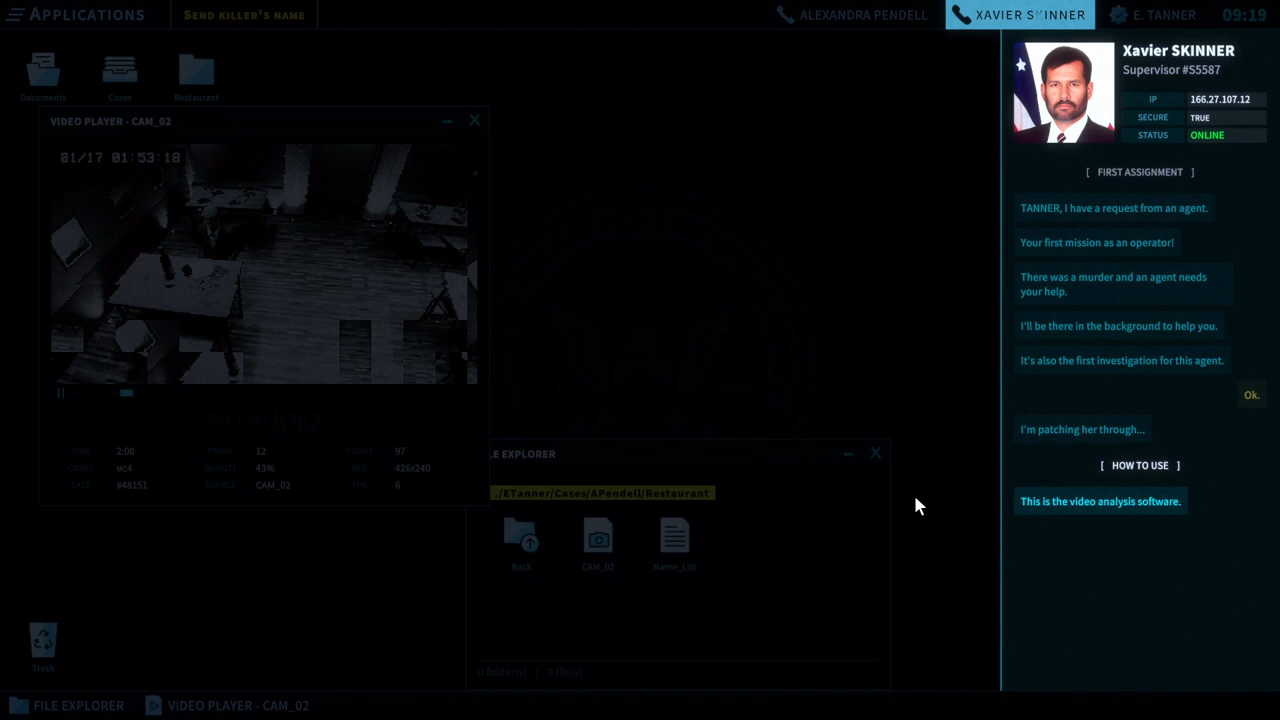 APPLICATIONS
SEND KILLER'S NAME
ALEXANDRA PENDELL
XAVIER SKINNER
E. TANNER
09:19
Documents
Cases
Restaurant
VIDEO PLAYER - CAM_02
01/17 01:53:18
NO AUDIO
TIME 2:00 FRAME 12 COUNT 97
CODEC MC4 QUALITY 43% RES. 426x240
CASE #48151 SOURCE CAM_02 FPS 6
LE EXPLORER
./ETanner/Cases/APendell/Restaurant
Back
CAM_02
Name_List
0 folder(s) | 2 file(s)
Trash
FILE EXPLORER
VIDEO PLAYER - CAM_02
Xavier SKINNER
Supervisor #S5587
IP 166.27.107.12
SECURE TRUE
STATUS ONLINE
[ FIRST ASSIGNMENT ]
TANNER, I have a request from an agent.
Your first mission as an operator!
There was a murder and an agent needs
your help.
I'll be there in the background to help you.
It's also the first investigation for this agent.
Ok.
I'm patching her through...
[ HOW TO USE ]
This is the video analysis software.